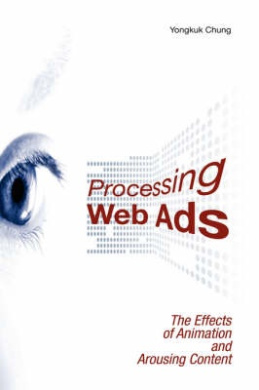 Yongkuk Chung
Processing
Web Ads
The Effects
of Animation
and
Arousing Content